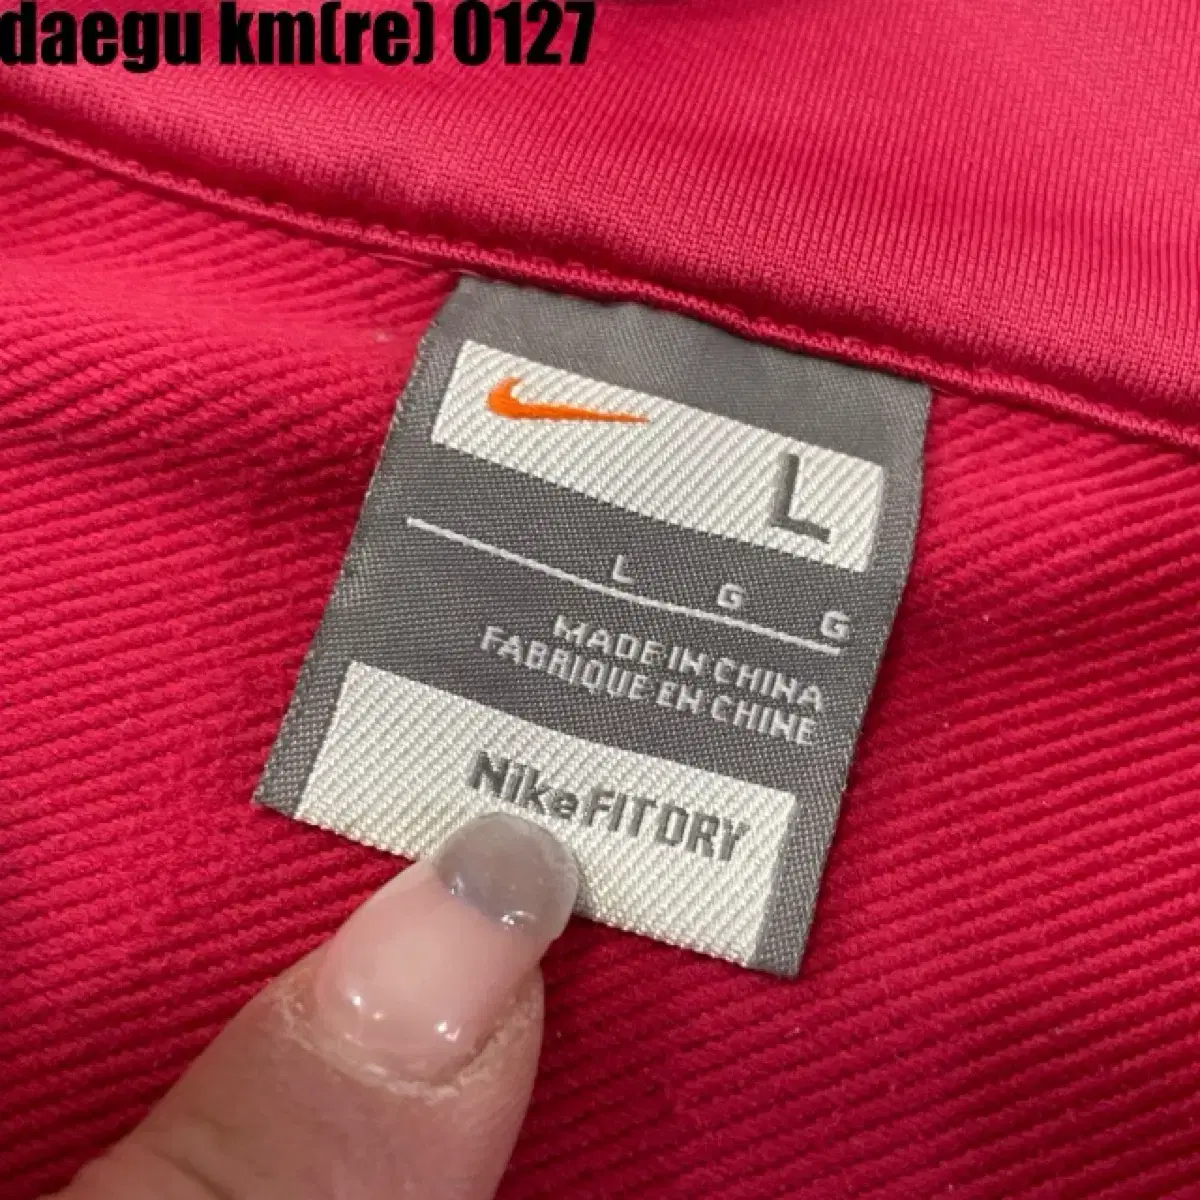 daegu km(re) 0127
L
L G G
MADE IN CHINA
FABRIQUE EN CHINE
Nike FIT DRY